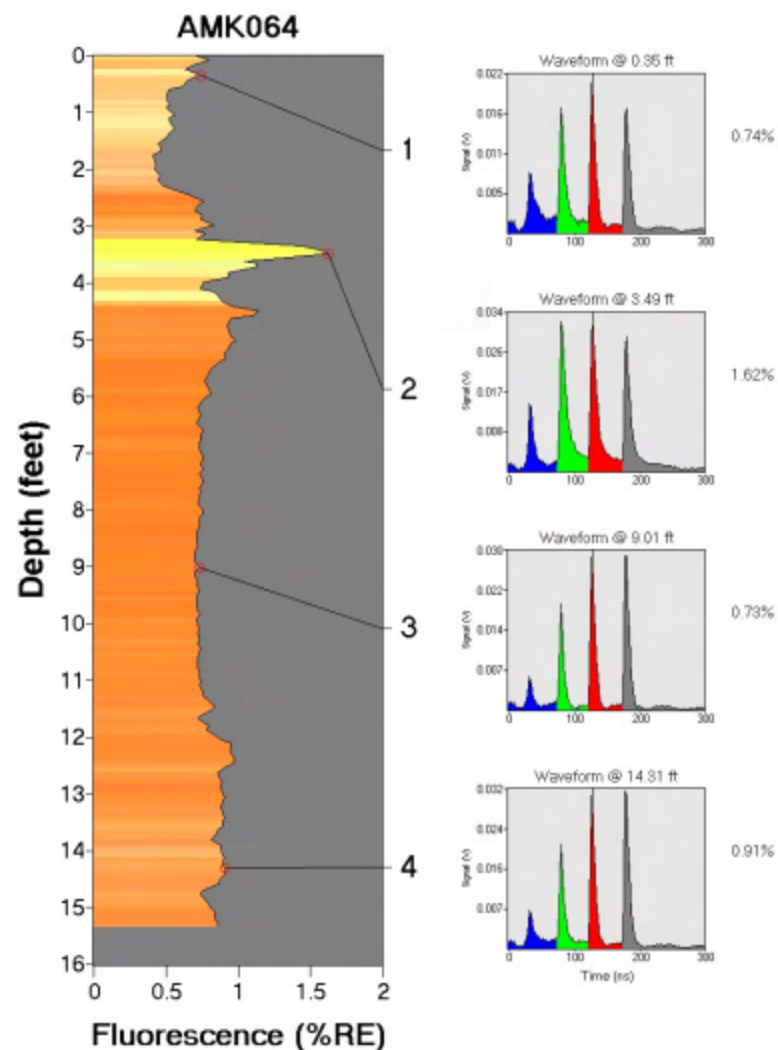 AMK064
0
1
2
3
4
5
6
7
8
9
10
11
12
13
14
15
16
Depth (feet)
0 0.5 1 1.5 2
Fluorescence (%RE)
1
2
3
4
Waveform @ 0.35 ft
0.022
0.016
0.011
0.005
Signal (V)
0 100 200 300
0.74%
Waveform @ 3.49 ft
0.034
0.026
0.017
0.009
Signal (V)
0 100 200 300
1.62%
Waveform @ 9.01 ft
0.030
0.022
0.014
0.007
Signal (V)
0 100 200 300
0.73%
Waveform @ 14.31 ft
0.032
0.024
0.016
0.007
Signal (V)
0 100 200 300
Time (ns)
0.91%